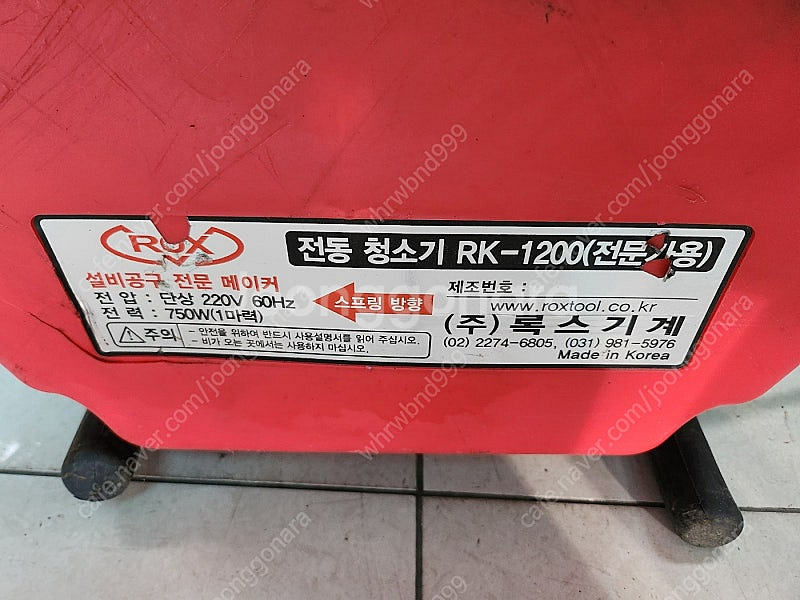 ROX
전동 청소기 RK-1200(전문가용)
설비공구 전문 메이커
전 압 : 단상 220V 60Hz
전 력 : 750W(1마력)
스프링 방향
제조번호 :
www.roxtool.co.kr
(주) 록스기계
(02) 2274-6805, (031) 981-5976
Made in Korea
주의
- 안전을 위하여 반드시 사용설명서를 읽어 주십시오.
- 비가 오는 곳에서는 사용하지 마십시오.
joonggonara
cafe.naver.com/joonggonara
whrwbnd999